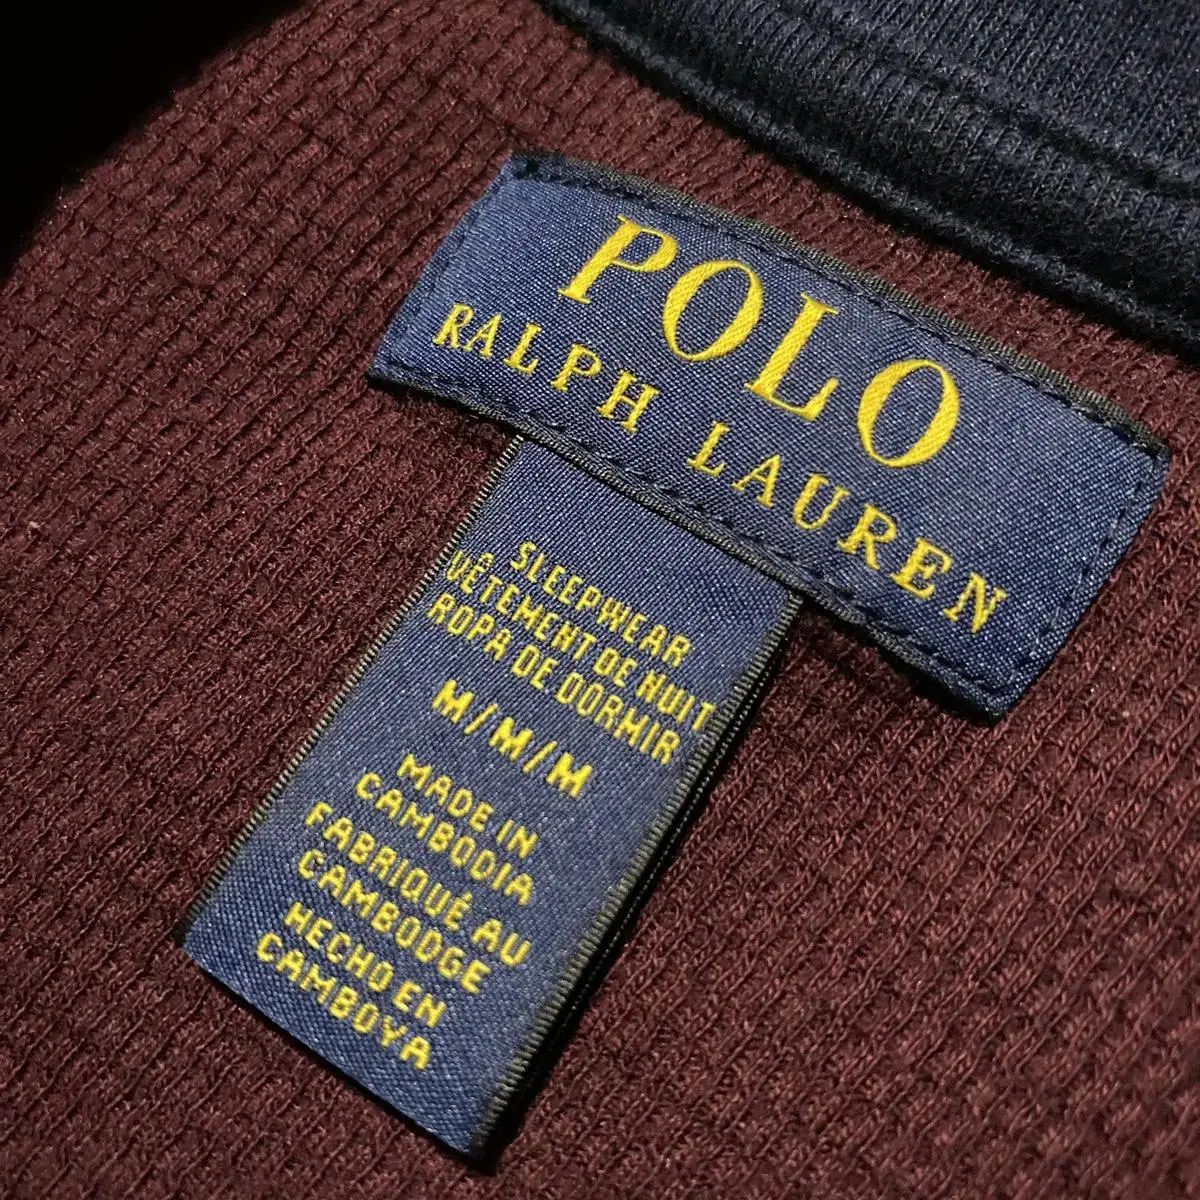 POLO
RALPH LAUREN
SLEEPWEAR
VÊTEMENT DE NUIT
ROPA DE DORMIR
M/M/M
MADE IN
CAMBODIA
FABRIQUÉ AU
CAMBODGE
HECHO EN
CAMBOYA